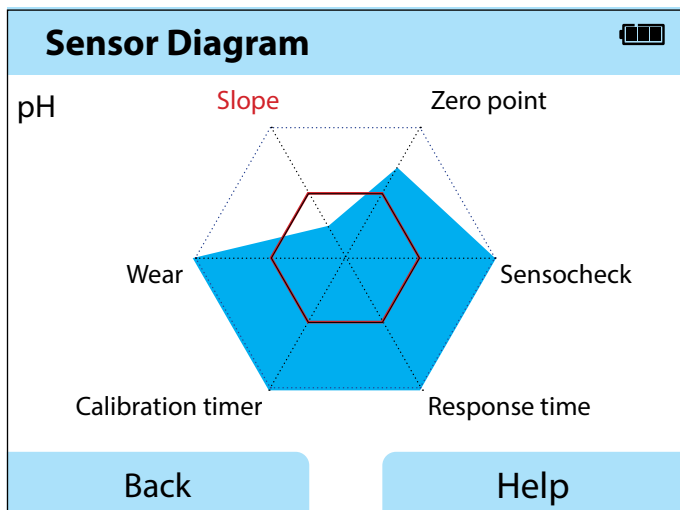 Sensor Diagram
pH
Slope
Zero point
Wear
Sensocheck
Calibration timer
Response time
Back
Help